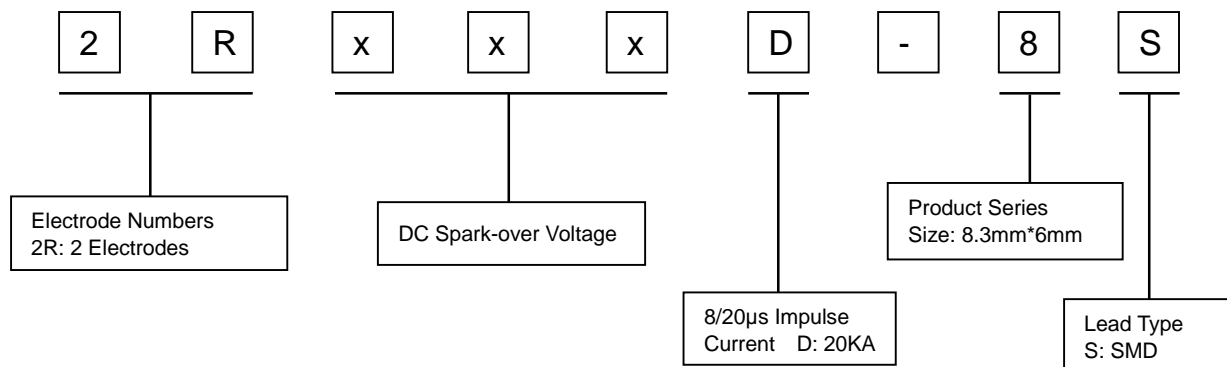 2 R x x x D - 8 S
Electrode Numbers
2R: 2 Electrodes
DC Spark-over Voltage
8/20µs Impulse
Current D: 20KA
Product Series
Size: 8.3mm*6mm
Lead Type
S: SMD